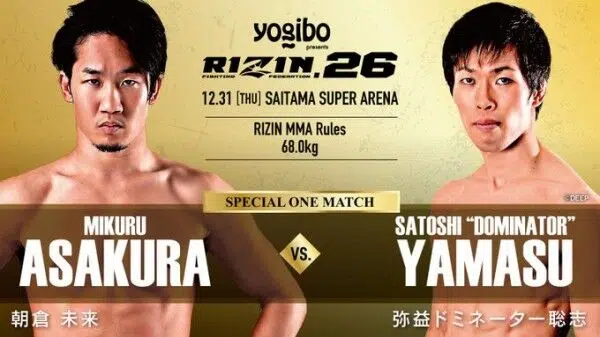 yogibo
presents
RIZIN.26
FIGHTING FEDERATION
12.31 [THU] SAITAMA SUPER ARENA
RIZIN MMA Rules
68.0kg
©DEEP
SPECIAL ONE MATCH
MIKURU
ASAKURA
VS.
SATOSHI "DOMINATOR"
YAMASU
朝倉 未来
弥益ドミネーター聡志